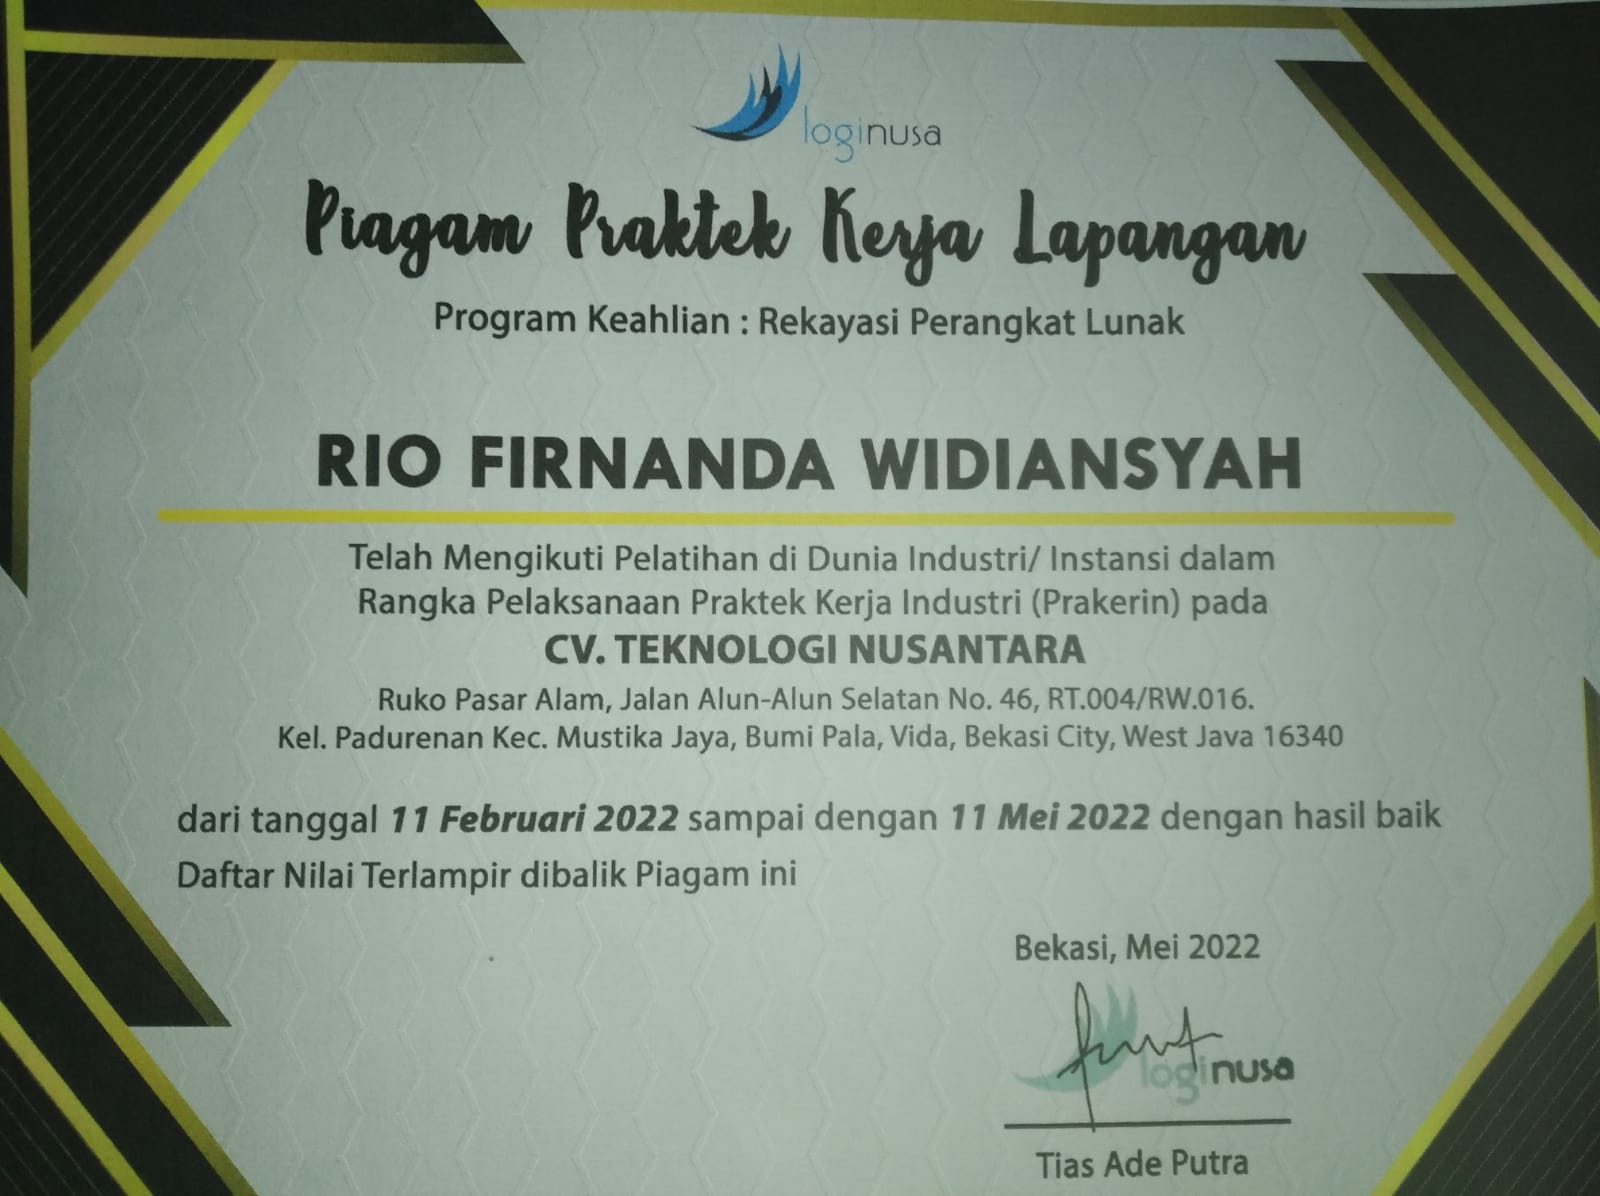 loginusa
Piagam Praktek Kerja Lapangan
Program Keahlian : Rekayasi Perangkat Lunak
RIO FIRNANDA WIDIANSYAH
Telah Mengikuti Pelatihan di Dunia Industri/ Instansi dalam
Rangka Pelaksanaan Praktek Kerja Industri (Prakerin) pada
CV. TEKNOLOGI NUSANTARA
Ruko Pasar Alam, Jalan Alun-Alun Selatan No. 46, RT.004/RW.016.
Kel. Padurenan Kec. Mustika Jaya, Bumi Pala, Vida, Bekasi City, West Java 16340
dari tanggal 11 Februari 2022 sampai dengan 11 Mei 2022 dengan hasil baik
Daftar Nilai Terlampir dibalik Piagam ini
Bekasi, Mei 2022
loginusa
Tias Ade Putra